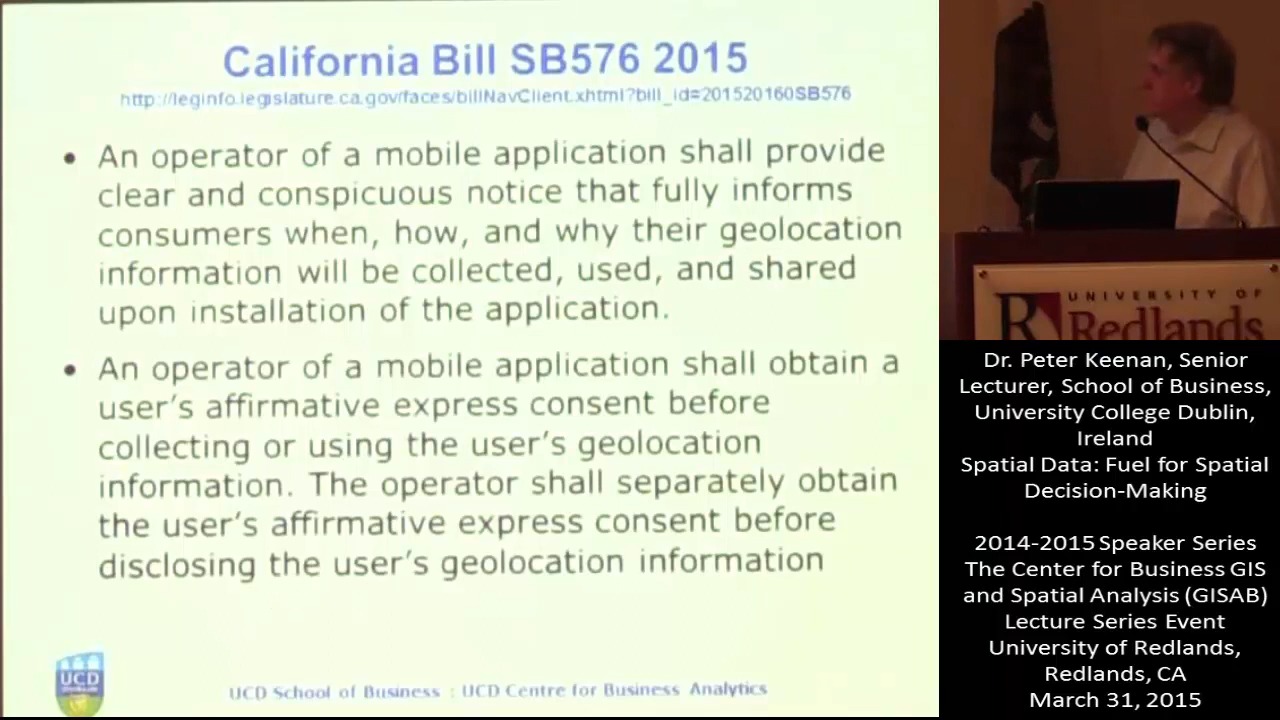 California Bill SB576 2015
http://leginfo.legislature.ca.gov/faces/billNavClient.xhtml?bill_id=201520160SB576
• An operator of a mobile application shall provide
clear and conspicuous notice that fully informs
consumers when, how, and why their geolocation
information will be collected, used, and shared
upon installation of the application.
• An operator of a mobile application shall obtain a
user's affirmative express consent before
collecting or using the user's geolocation
information. The operator shall separately obtain
the user's affirmative express consent before
disclosing the user's geolocation information
UCD
UCD School of Business : UCD Centre for Business Analytics
R UNIVERSITY OF
Redlands
Dr. Peter Keenan, Senior
Lecturer, School of Business,
University College Dublin,
Ireland
Spatial Data: Fuel for Spatial
Decision-Making
2014-2015 Speaker Series
The Center for Business GIS
and Spatial Analysis (GISAB)
Lecture Series Event
University of Redlands,
Redlands, CA
March 31, 2015